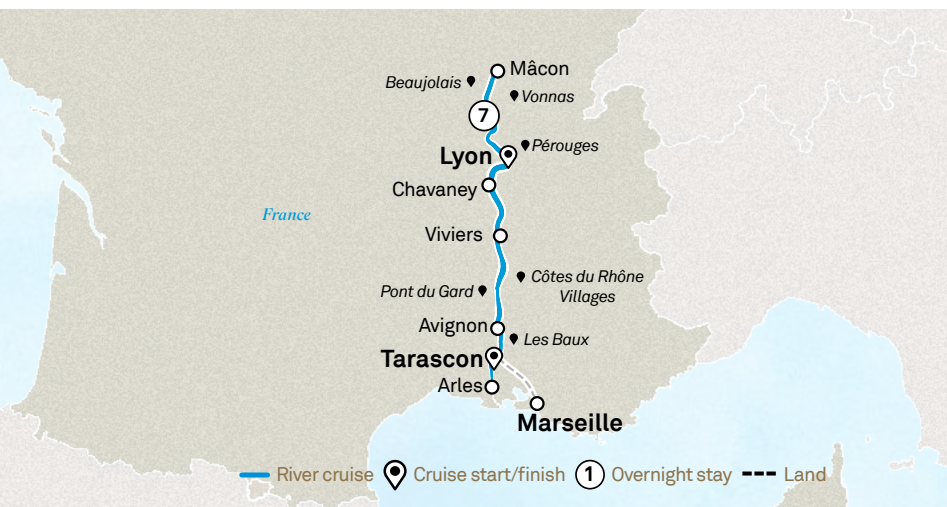 Mâcon
Beaujolais
Vonnas
7
Pérouges
Lyon
Chavaney
France
Viviers
Côtes du Rhône
Villages
Pont du Gard
Avignon
Les Baux
Tarascon
Arles
Marseille
River cruise Cruise start/finish 1 Overnight stay Land